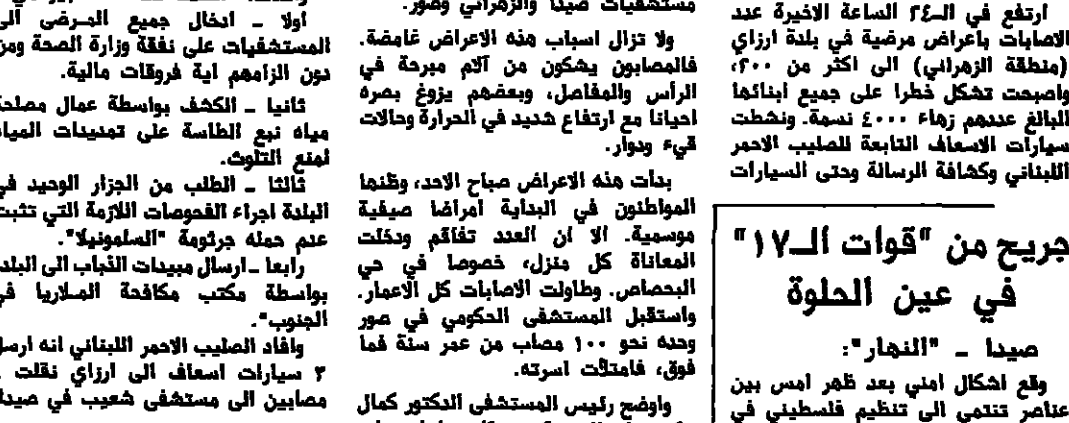 ارتفع في الـ٢٤ الساعة الاخيرة عدد
الاصابات باعراض مرضية في بلدة ارزاي
(منطقة الزهراني) الى اكثر من ٢٠٠،
واصبحت تشكل خطرا على جميع ابنائها
البالغ عددهم زهاء ٤٠٠٠ نسمة. ونشطت
سيارات الاسعاف التابعة للصليب الاحمر
اللبناني وكشافة الرسالة وحتى السيارات
جريح من "قوات الـ١٧"
في عين الحلوة
صيدا - "النهار":
وقع اشكال امني بعد ظهر امس بين
عناصر تنتمي الى تنظيم فلسطيني في
مستشفيات صيدا والزهراني وصور.
ولا تزال اسباب هذه الاعراض غامضة.
فالمصابون يشكون من آلام مبرحة في
الرأس والمفاصل، وبعضهم يزوغ بصره
احيانا مع ارتفاع شديد في الحرارة وحالات
قيء ودوار.
بدأت هذه الاعراض صباح الاحد، وظنها
المواطنون في البداية امراضا صيفية
موسمية. الا ان العدد تفاقم ودخلت
المعاناة كل منزل، خصوصا في حي
البحصاص. وطاولت الاصابات كل الاعمار.
واستقبل المستشفى الحكومي في صور
وحده نحو ١٠٠ مصاب من عمر سنة فما
فوق، فامتلأت اسرته.
واوضح رئيس المستشفى الدكتور كمال
اولا - ادخال جميع المرضى الى
المستشفيات على نفقة وزارة الصحة ومن
دون الزامهم اية فروقات مالية.
ثانيا - الكشف بواسطة عمال مصلحة
مياه نبع الطاسة على تمديدات المياه
لمنع التلوث.
ثالثا - الطلب من الجزار الوحيد في
البلدة اجراء الفحوصات اللازمة التي تثبت
عدم حمله جرثومة "السلمونيلا".
رابعا - ارسال مبيدات الذباب الى البلدة
بواسطة مكتب مكافحة الملاريا في
الجنوب".
وافاد الصليب الاحمر اللبناني انه ارسل
٣ سيارات اسعاف الى ارزاي نقلت
مصابين الى مستشفى شعيب في صيدا